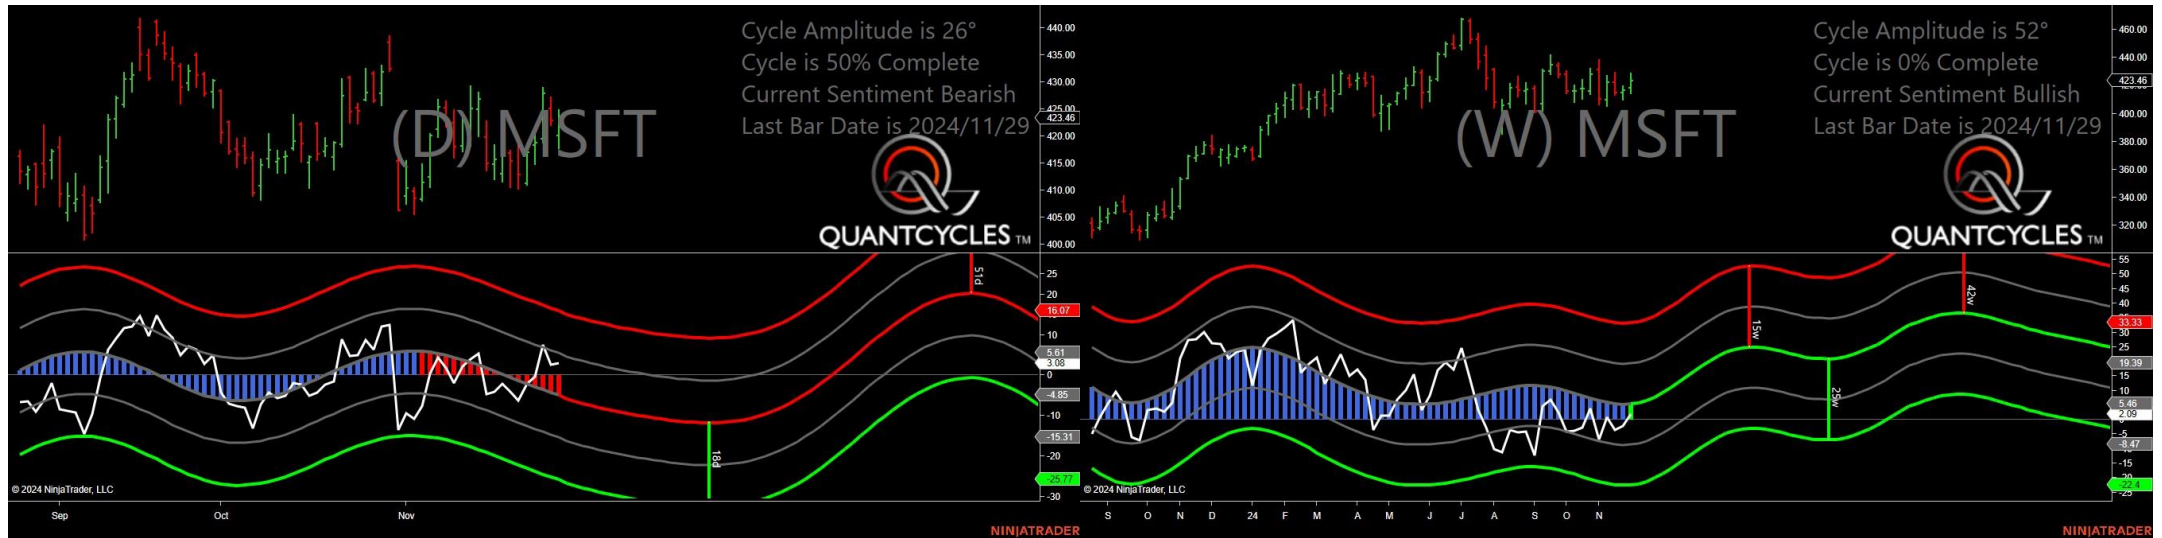 Cycle Amplitude is 26°
Cycle is 50% Complete
Current Sentiment Bearish
Last Bar Date is 2024/11/29
(D) MSFT
QUANTCYCLES TM
440.00
435.00
430.00
425.00
423.46
420.00
415.00
410.00
405.00
400.00
51d
18d
25
20
16.07
10
5.61
3.08
0
-4.85
-10
-15.31
-20
-25.77
-30
© 2024 NinjaTrader, LLC
Sep Oct Nov
NINJATRADER
Cycle Amplitude is 52°
Cycle is 0% Complete
Current Sentiment Bullish
Last Bar Date is 2024/11/29
(W) MSFT
QUANTCYCLES TM
460.00
440.00
423.46
400.00
380.00
360.00
340.00
320.00
15w
25w
42w
55
50
45
40
33.33
30
25
19.39
15
10
5.46
2.09
-5
-8.47
-15
-22.4
-25
© 2024 NinjaTrader, LLC
S O N D 24 F M A M J J A S O N
NINJATRADER